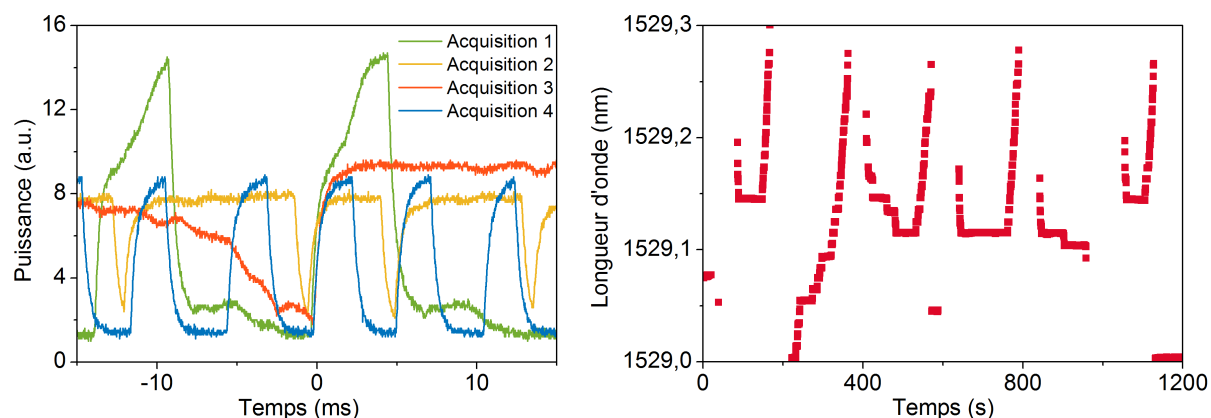 16
12
8
4
0
Puissance (a.u.)
Acquisition 1
Acquisition 2
Acquisition 3
Acquisition 4
-10
0
10
Temps (ms)
1529,3
1529,2
1529,1
1529,0
Longueur d'onde (nm)
0
400
800
1200
Temps (s)